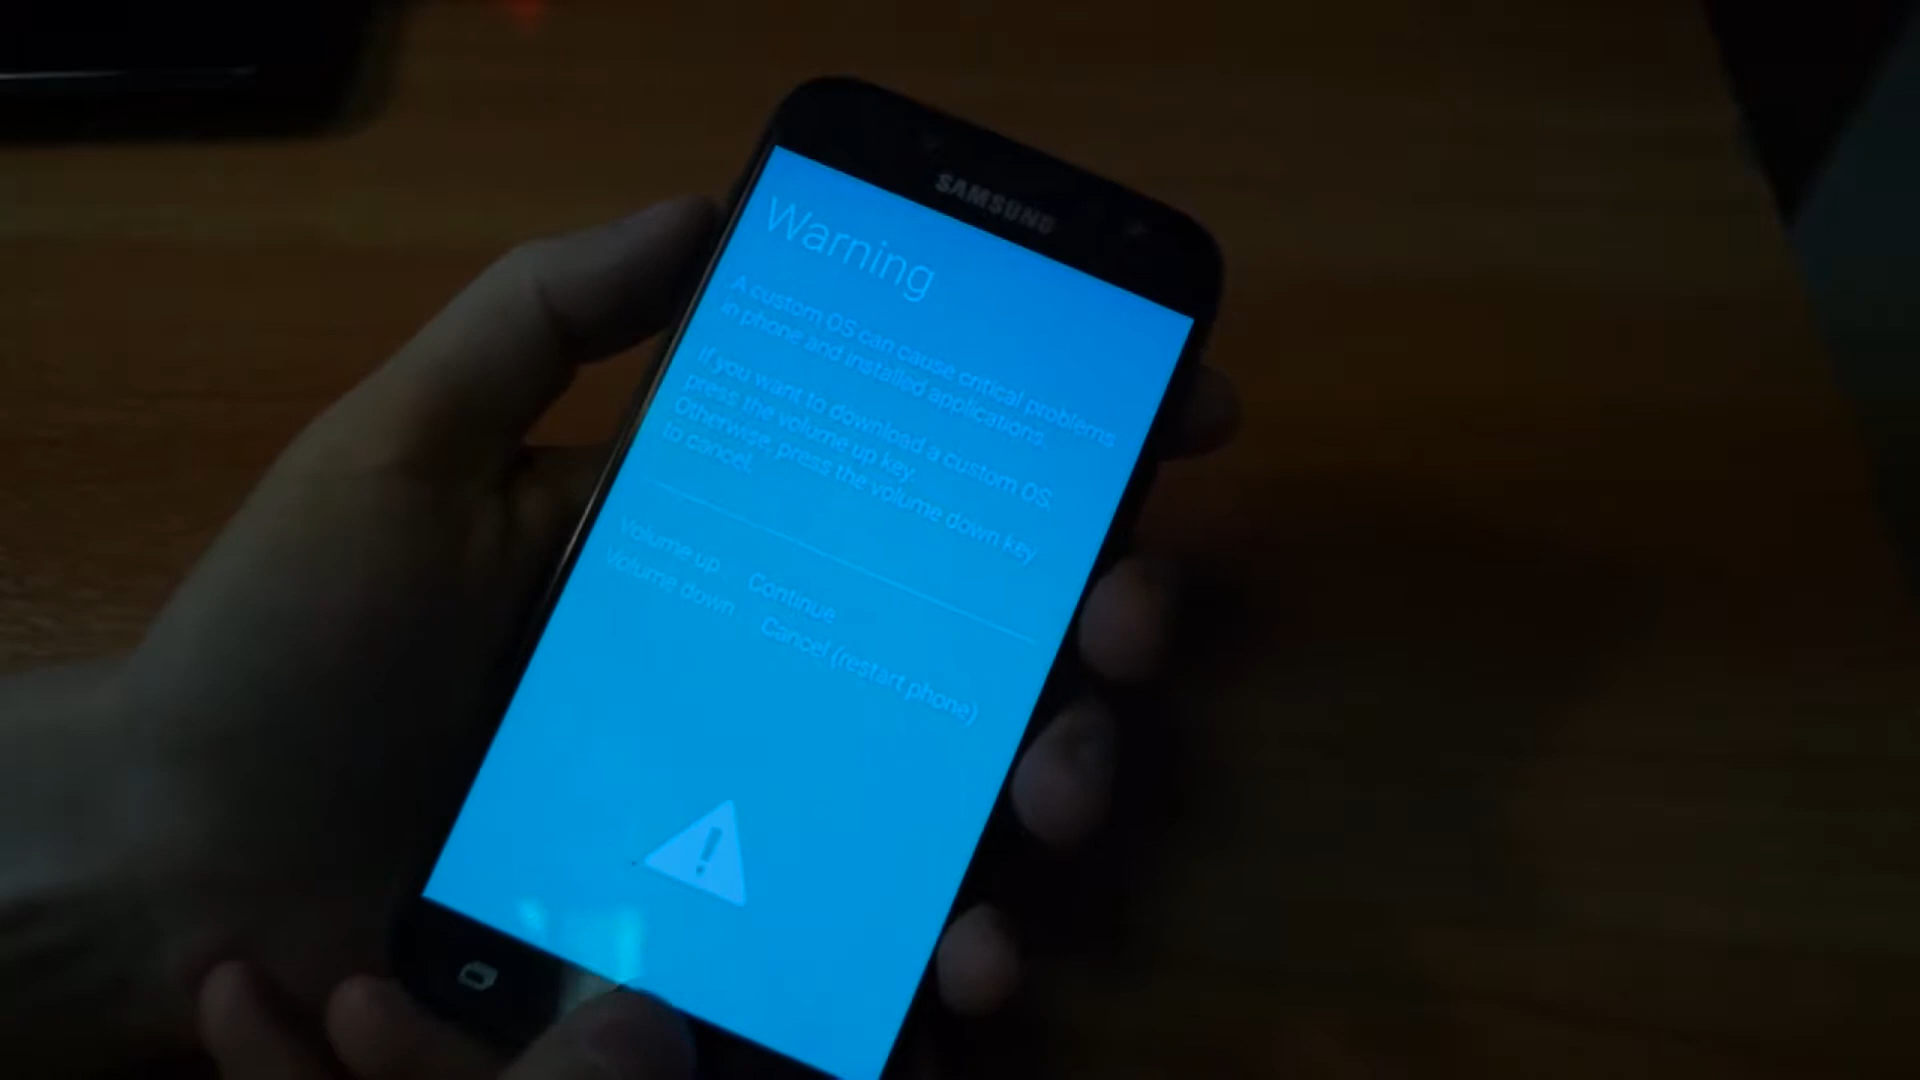 SAMSUNG
Warning
A custom OS can cause critical problems
in phone and installed applications.
If you want to download a custom OS,
press the volume up key.
Otherwise, press the volume down key
to cancel.
Volume up : Continue
Volume down : Cancel (restart phone)